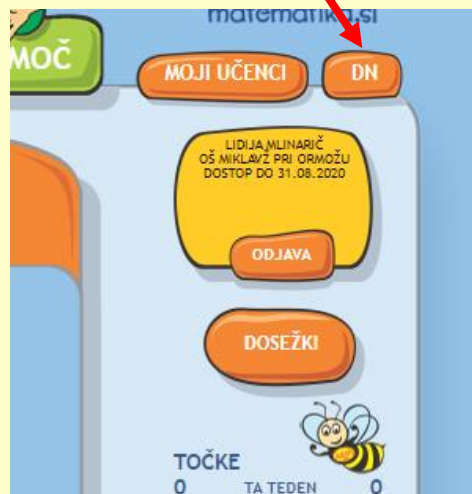 matematika.si
MOČ
MOJI UČENCI
DN
LIDIJA MLINARIČ
OŠ MIKLAVŽ PRI ORMOŽU
DOSTOP DO 31.08.2020
ODJAVA
DOSEŽKI
TOČKE
0 TA TEDEN 0